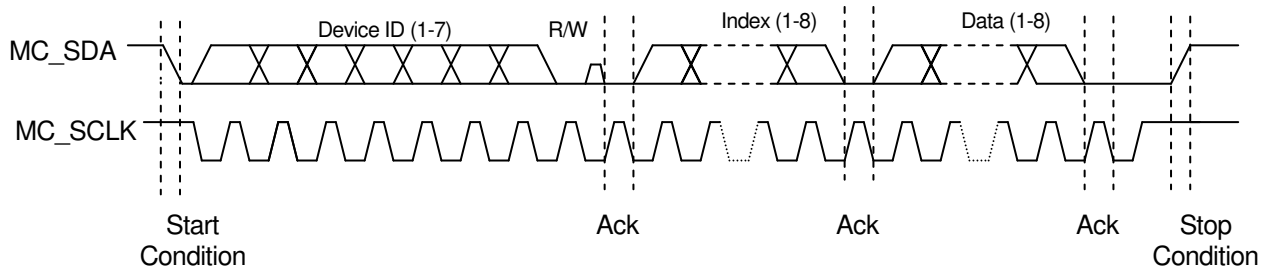 Device ID (1-7)
R/W
Index (1-8)
Data (1-8)
MC_SDA
MC_SCLK
Start
Condition
Ack
Ack
Ack
Stop
Condition